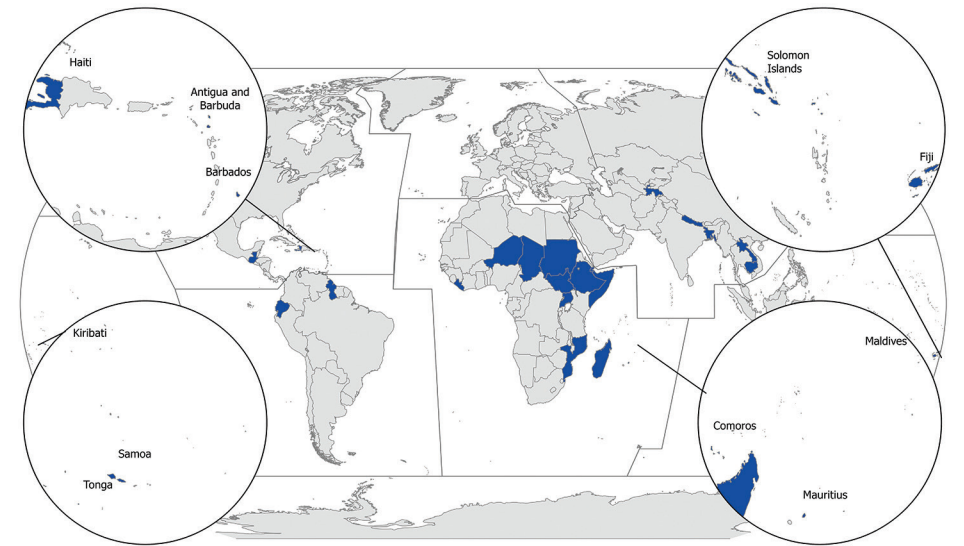 Haiti
Antigua and
Barbuda
Barbados
Solomon
Islands
Fiji
Kiribati
Samoa
Tonga
Maldives
Comoros
Mauritius